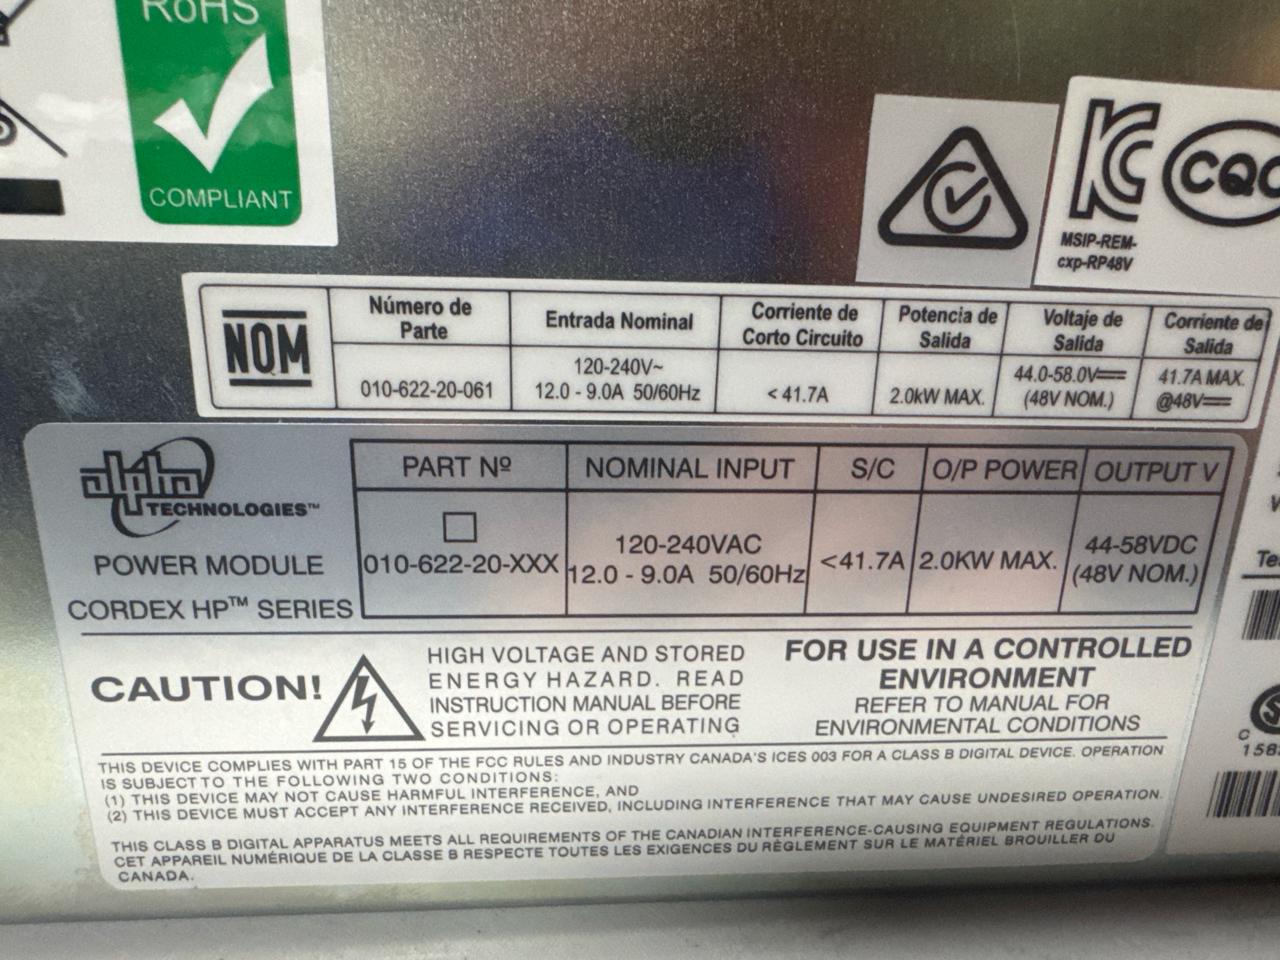 RoHS
COMPLIANT
MSIP-REM-
cxp-RP48V
CQC
NOM
Número de Parte
Entrada Nominal
Corriente de Corto Circuito
Potencia de Salida
Voltaje de Salida
Corriente de Salida
010-622-20-061
120-240V~
12.0 - 9.0A 50/60Hz
< 41.7A
2.0kW MAX.
44.0-58.0V⎓
(48V NOM.)
41.7A MAX.
@48V⎓
alpha
TECHNOLOGIES™
POWER MODULE
CORDEX HP™ SERIES
PART Nº
NOMINAL INPUT
S/C
O/P POWER
OUTPUT V
010-622-20-XXX
120-240VAC
12.0 - 9.0A 50/60Hz
<41.7A
2.0KW MAX.
44-58VDC
(48V NOM.)
CAUTION!
HIGH VOLTAGE AND STORED
ENERGY HAZARD. READ
INSTRUCTION MANUAL BEFORE
SERVICING OR OPERATING
FOR USE IN A CONTROLLED
ENVIRONMENT
REFER TO MANUAL FOR
ENVIRONMENTAL CONDITIONS
THIS DEVICE COMPLIES WITH PART 15 OF THE FCC RULES AND INDUSTRY CANADA'S ICES 003 FOR A CLASS B DIGITAL DEVICE. OPERATION
IS SUBJECT TO THE FOLLOWING TWO CONDITIONS:
(1) THIS DEVICE MAY NOT CAUSE HARMFUL INTERFERENCE, AND
(2) THIS DEVICE MUST ACCEPT ANY INTERFERENCE RECEIVED, INCLUDING INTERFERENCE THAT MAY CAUSE UNDESIRED OPERATION.
THIS CLASS B DIGITAL APPARATUS MEETS ALL REQUIREMENTS OF THE CANADIAN INTERFERENCE-CAUSING EQUIPMENT REGULATIONS.
CET APPAREIL NUMÉRIQUE DE LA CLASSE B RESPECTE TOUTES LES EXIGENCES DU RÈGLEMENT SUR LE MATÉRIEL BROUILLER DU
CANADA.